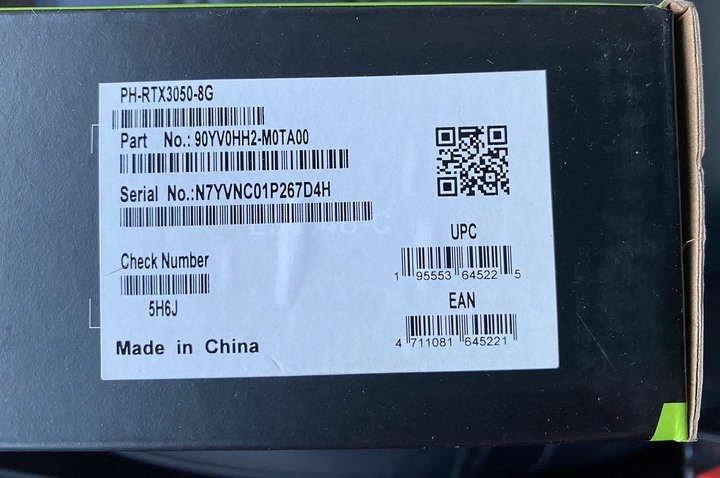 PH-RTX3050-8G
Part No.: 90YV0HH2-M0TA00
Serial No.:N7YVNC01P267D4H
Check Number
5H6J
Made in China
UPC
1 95553 64522 5
EAN
4 711081 645221